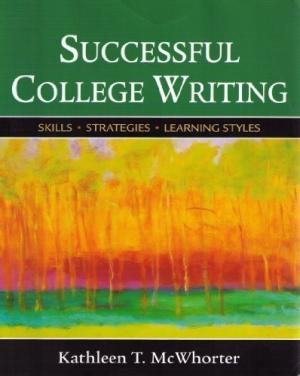 SUCCESSFUL
COLLEGE WRITING
SKILLS • STRATEGIES • LEARNING STYLES
Kathleen T. McWhorter